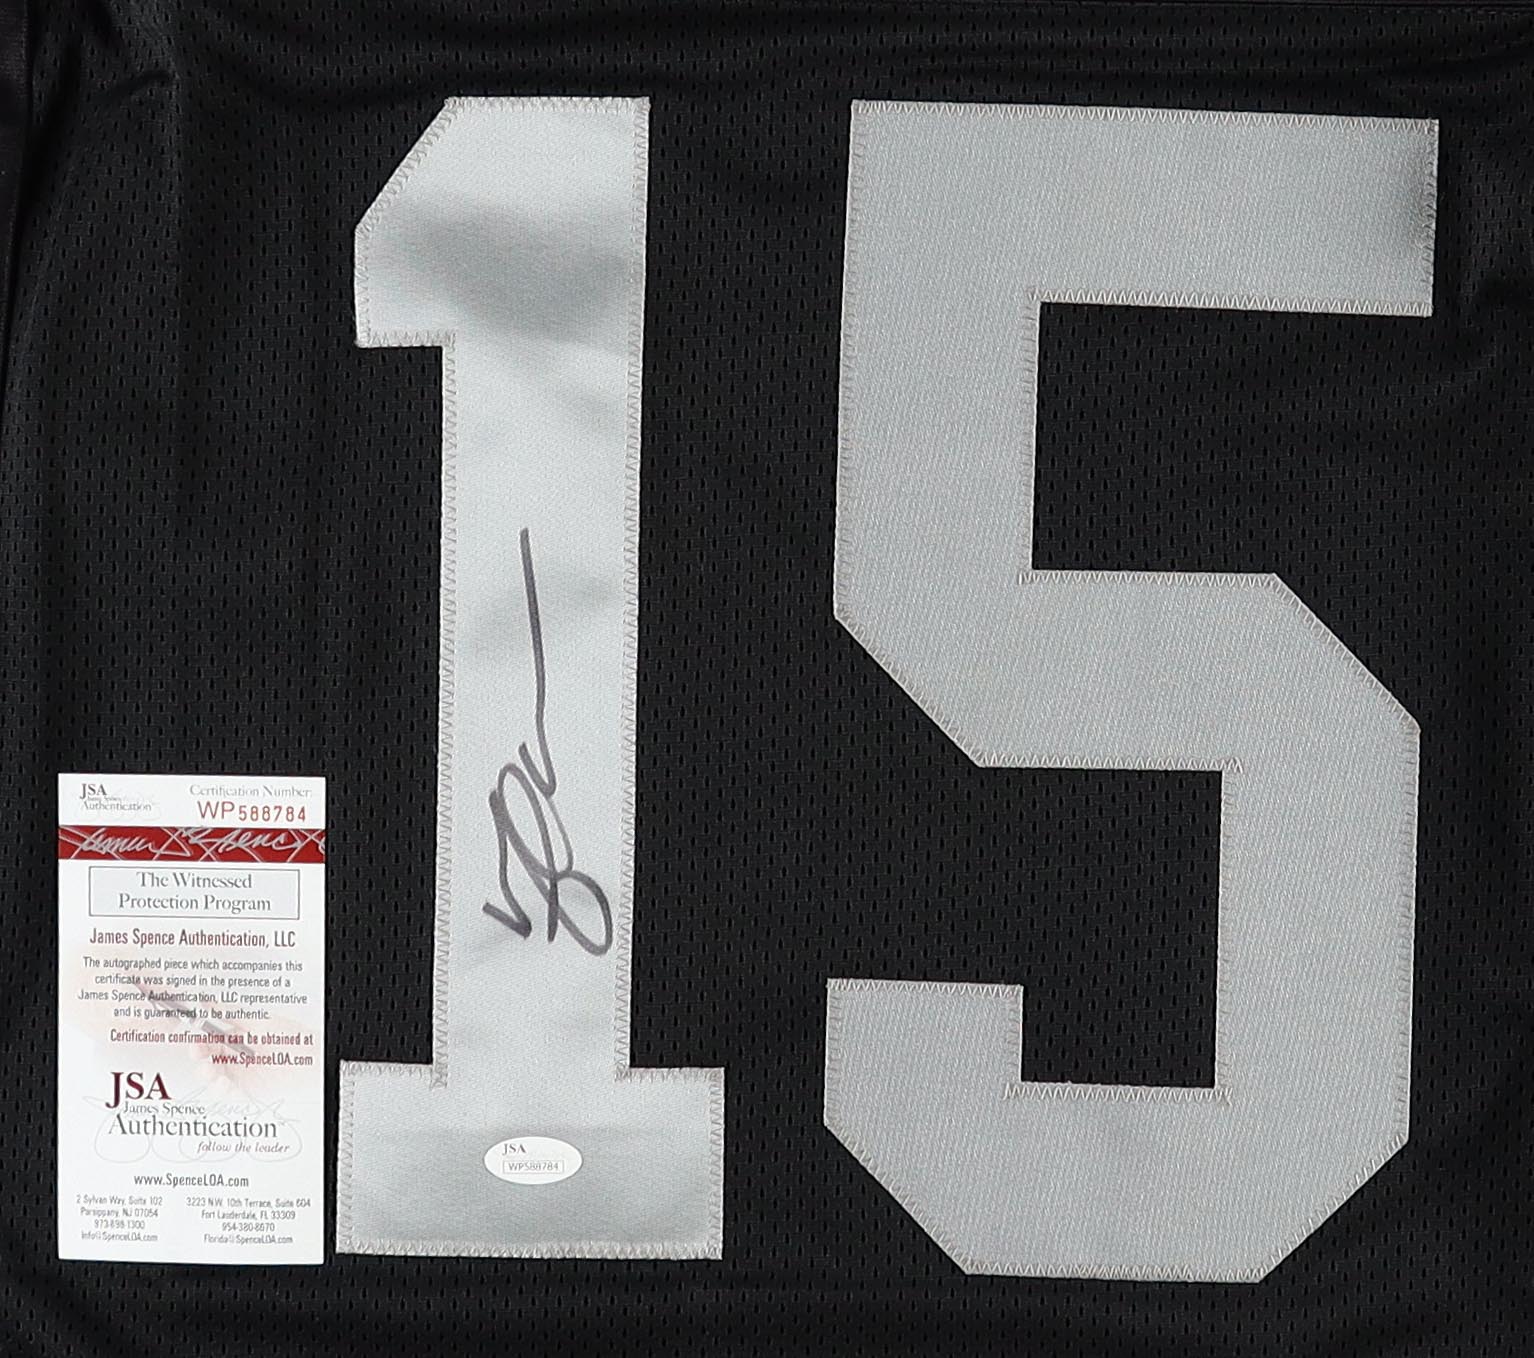 15
JSA
Authentication
Certification Number:
WP588784
The Witnessed
Protection Program
James Spence Authentication, LLC
The autographed piece which accompanies this
certificate was signed in the presence of a
James Spence Authentication, LLC representative
and is guaranteed to be authentic.
Certification confirmation can be obtained at
www.SpenceLOA.com
JSA
James Spence
Authentication
follow the leader
www.SpenceLOA.com
2 Sylvan Way, Suite 102
Parsippany, NJ 07054
973-898-1300
Info@SpenceLOA.com
3223 N.W. 10th Terrace, Suite 604
Fort Lauderdale, FL 33309
954-380-8670
Florida@SpenceLOA.com
JSA
WP588784